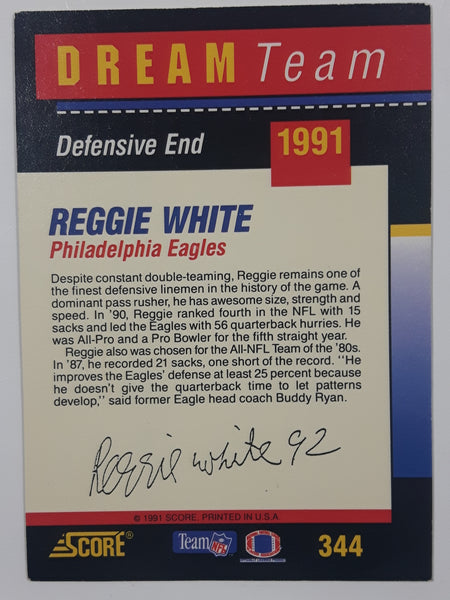 DREAM Team
Defensive End
1991
REGGIE WHITE
Philadelphia Eagles
Despite constant double-teaming, Reggie remains one of
the finest defensive linemen in the history of the game. A
dominant pass rusher, he has awesome size, strength and
speed. In '90, Reggie ranked fourth in the NFL with 15
sacks and led the Eagles with 56 quarterback hurries. He
was All-Pro and a Pro Bowler for the fifth straight year.
Reggie also was chosen for the All-NFL Team of the '80s.
In '87, he recorded 21 sacks, one short of the record. "He
improves the Eagles' defense at least 25 percent because
he doesn't give the quarterback time to let patterns
develop," said former Eagle head coach Buddy Ryan.
Reggie White 92
© 1991 SCORE. PRINTED IN U.S.A.
SCORE®
Team NFL
344